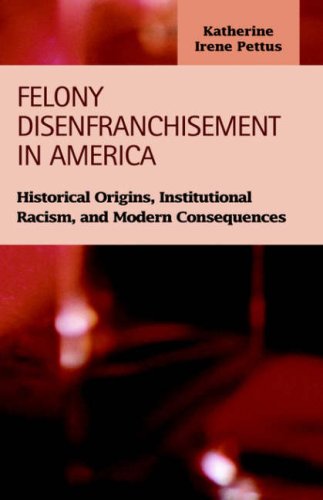 Katherine
Irene Pettus
FELONY
DISENFRANCHISEMENT
IN AMERICA
Historical Origins, Institutional
Racism, and Modern Consequences